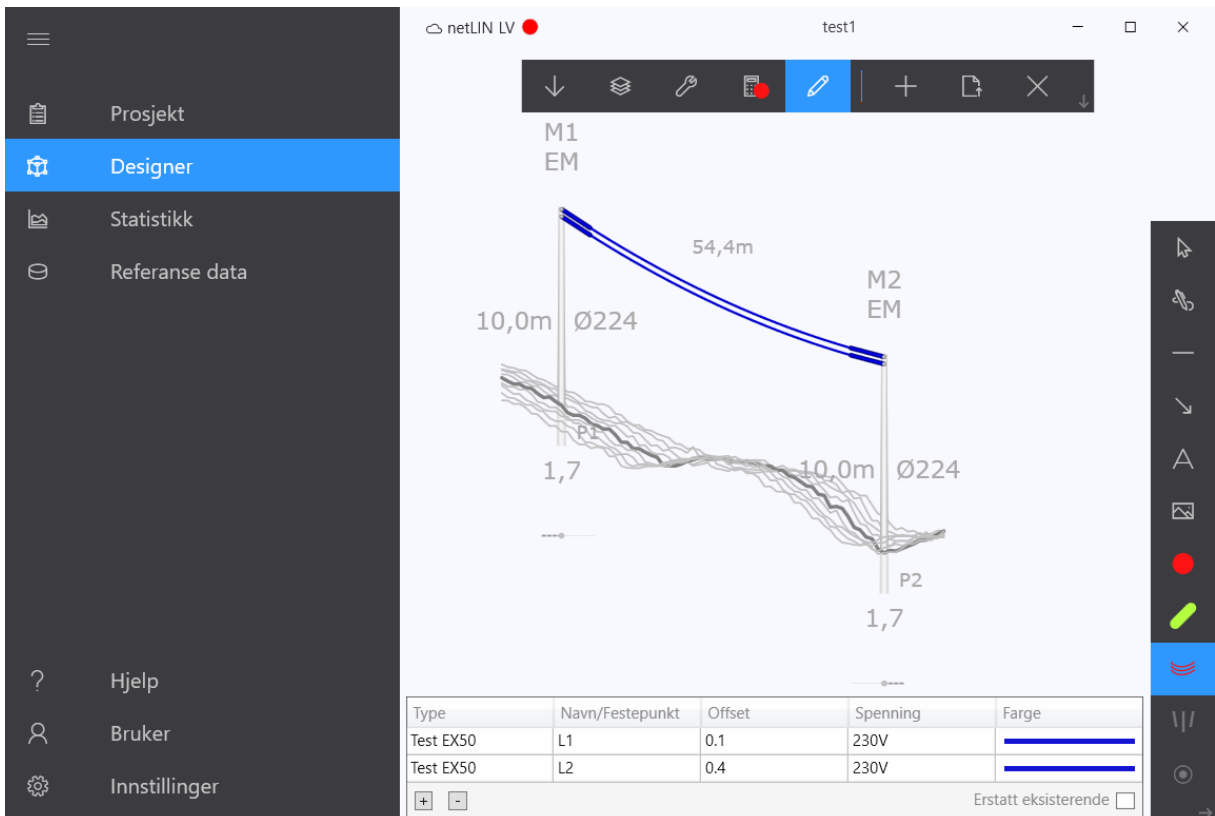 netLIN LV
test1
Prosjekt
Designer
Statistikk
Referanse data
M1
EM
54,4m
M2
EM
10,0m
Ø224
P1
1,7
10,0m
Ø224
P2
1,7
Hjelp
Bruker
Innstillinger
Type Navn/Festepunkt Offset Spenning Farge
Test EX50 L1 0.1 230V
Test EX50 L2 0.4 230V
+ - Erstatt eksisterende